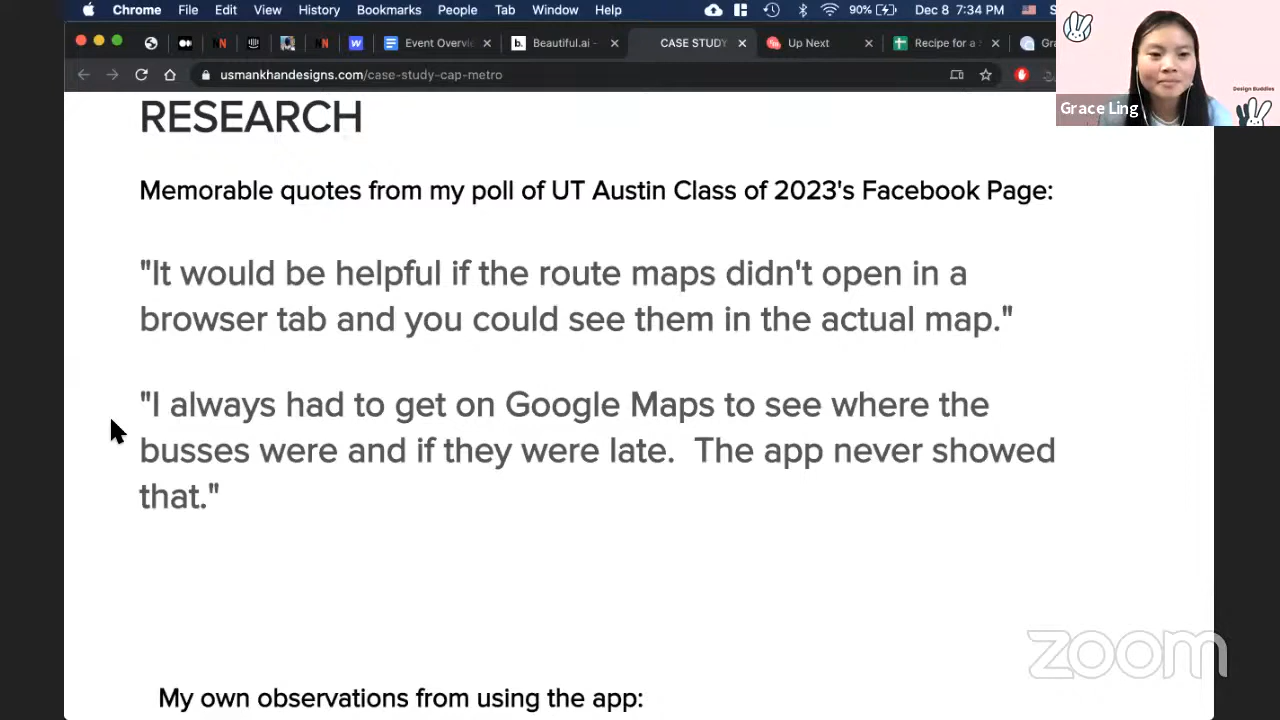 Chrome File Edit View History Bookmarks People Tab Window Help 90% Dec 8 7:34 PM
Event Overvi Beautiful.ai - CASE STUDY Up Next Recipe for a
usmankhandesigns.com/case-study-cap-metro
Design Buddies
Grace Ling
RESEARCH
Memorable quotes from my poll of UT Austin Class of 2023's Facebook Page:
"It would be helpful if the route maps didn't open in a
browser tab and you could see them in the actual map."
"I always had to get on Google Maps to see where the
busses were and if they were late. The app never showed
that."
zoom
My own observations from using the app: